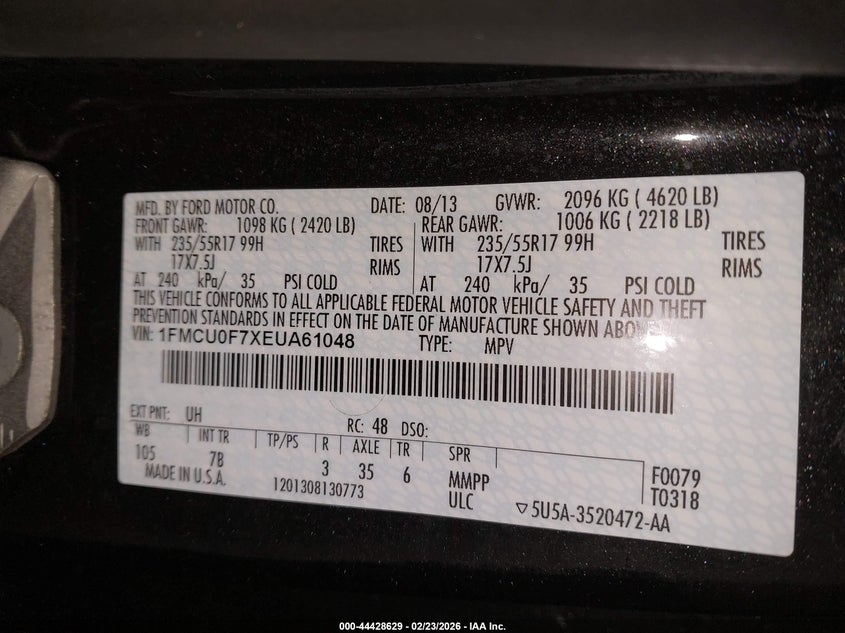 MFD. BY FORD MOTOR CO. DATE: 08/13 GVWR: 2096 KG ( 4620 LB)
FRONT GAWR: 1098 KG ( 2420 LB) REAR GAWR: 1006 KG ( 2218 LB)
WITH 235/55R17 99H TIRES WITH 235/55R17 99H TIRES
17X7.5J RIMS 17X7.5J RIMS
AT 240 kPa/ 35 PSI COLD AT 240 kPa/ 35 PSI COLD
THIS VEHICLE CONFORMS TO ALL APPLICABLE FEDERAL MOTOR VEHICLE SAFETY AND THEFT
PREVENTION STANDARDS IN EFFECT ON THE DATE OF MANUFACTURE SHOWN ABOVE.
VIN: 1FMCU0F7XEUA61048 TYPE: MPV
EXT PNT: UH RC: 48 DSO:
WB INT TR TP/PS R AXLE TR SPR
105 7B 3 35 6 MMPP F0079
MADE IN U.S.A. 1201308130773 ULC T0318
▽5U5A-3520472-AA
000-44428629 - 02/23/2026 - IAA Inc.